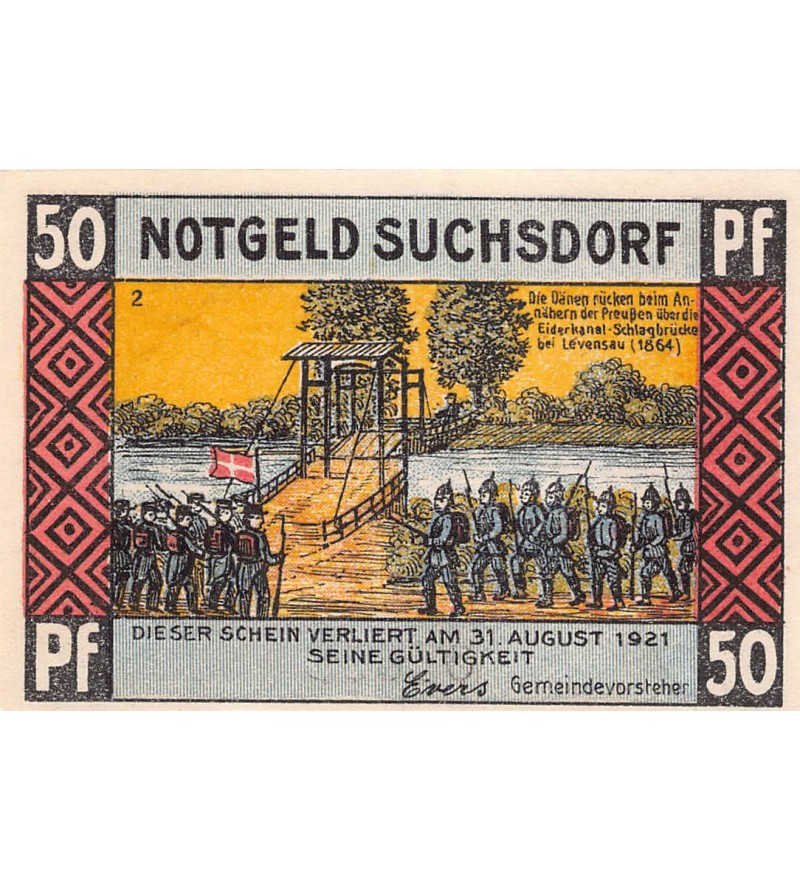 50 NOTGELD SUCHSDORF Pf
2
Die Dänen rücken beim An-
nähern der Preußen über die
Eiderkanal-Schlagbrücke
bei Levensau (1864)
DIESER SCHEIN VERLIERT AM 31. AUGUST 1921
SEINE GÜLTIGKEIT
Evers Gemeindevorsteher
Pf 50